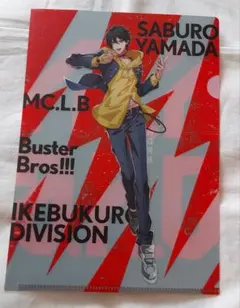 SABURO
YAMADA
MC.L.B
Buster
Bros!!!
IKEBUKURO
DIVISION